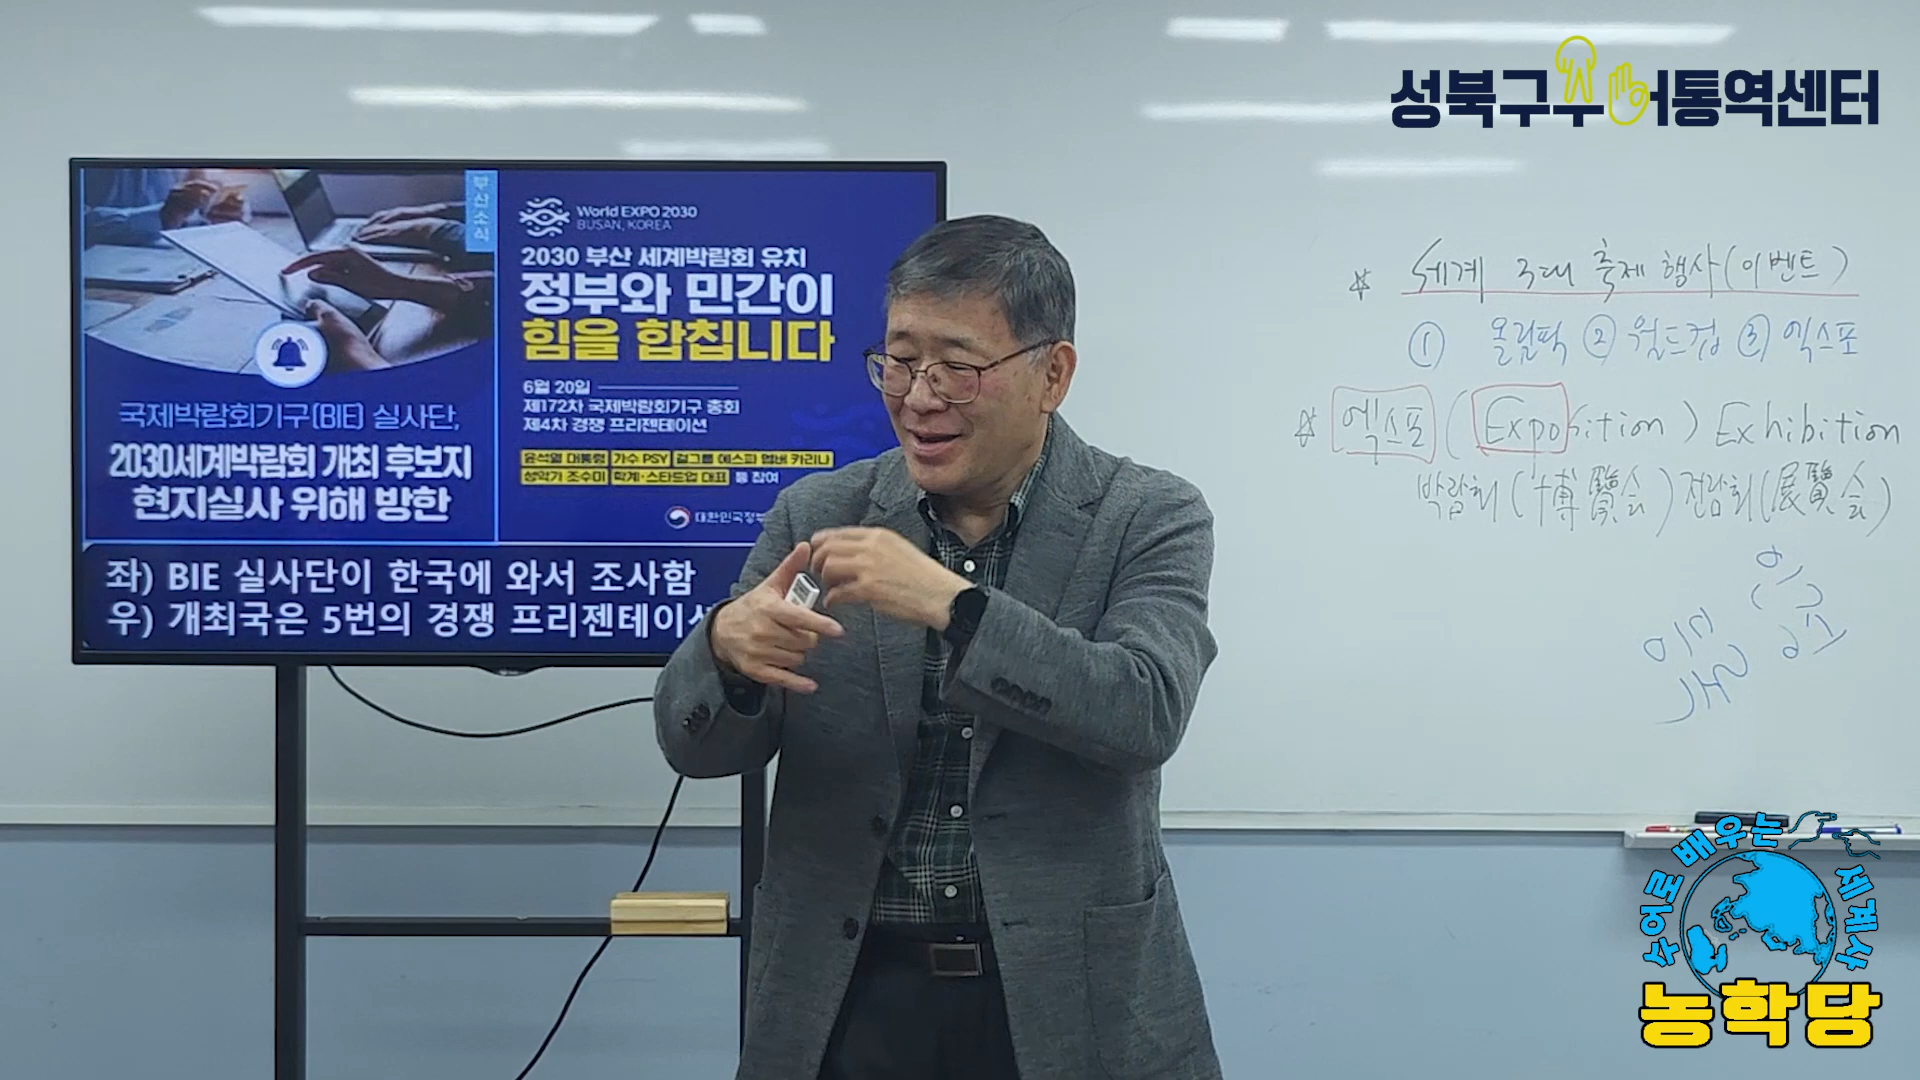 성북구수어통역센터
부산소식
국제박람회기구(BIE) 실사단,
2030세계박람회 개최 후보지
현지실사 위해 방한
World EXPO 2030
BUSAN, KOREA
2030 부산 세계박람회 유치
정부와 민간이
힘을 합칩니다
6월 20일
제172차 국제박람회기구 총회
제4차 경쟁 프리젠테이션
윤석열 대통령 가수 PSY 걸그룹 에스파 멤버 카리나
성악가 조수미 학계·스타트업 대표 등 참여
대한민국정부
좌) BIE 실사단이 한국에 와서 조사함
우) 개최국은 5번의 경쟁 프리젠테이션
☆ 세계 3대 축제 행사(이벤트)
① 올림픽 ② 월드컵 ③ 엑스포
☆ 엑스포 (Exposition) Exhibition
박람회(博覽会) 전람회(展覽会)
수어로 배우는 세계사
농학당